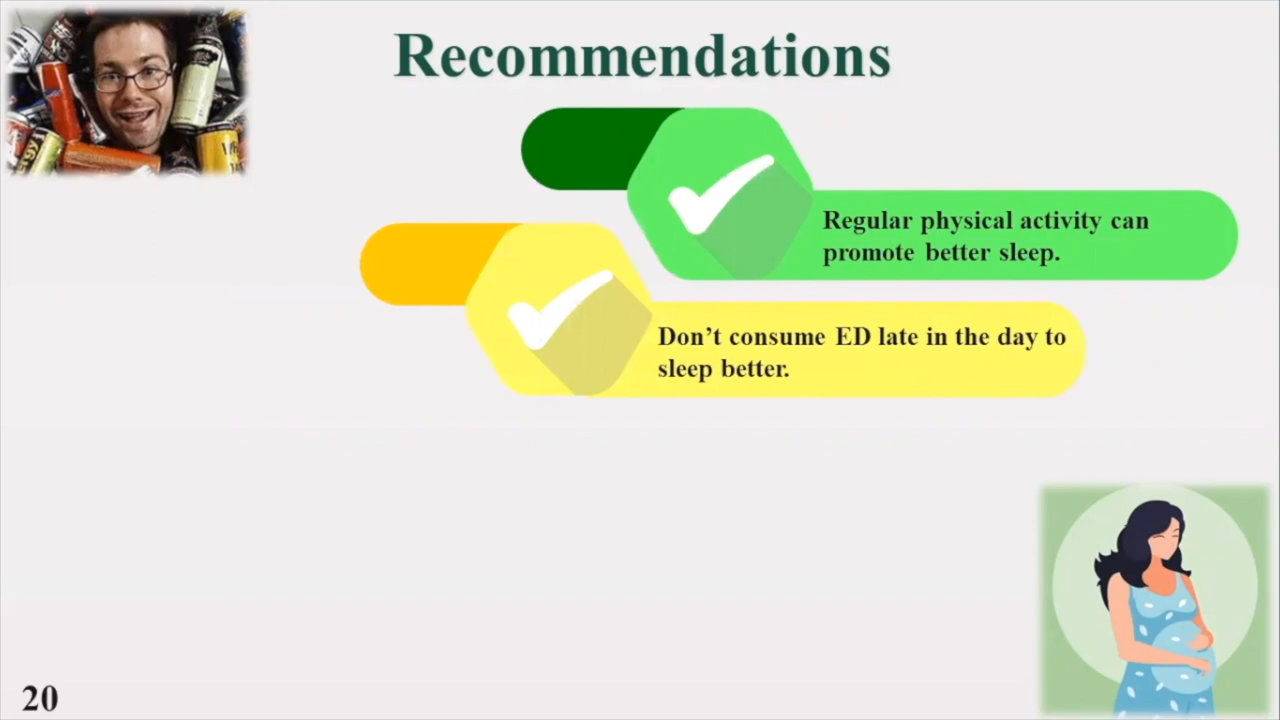 Recommendations
Regular physical activity can
promote better sleep.
Don’t consume ED late in the day to
sleep better.
20